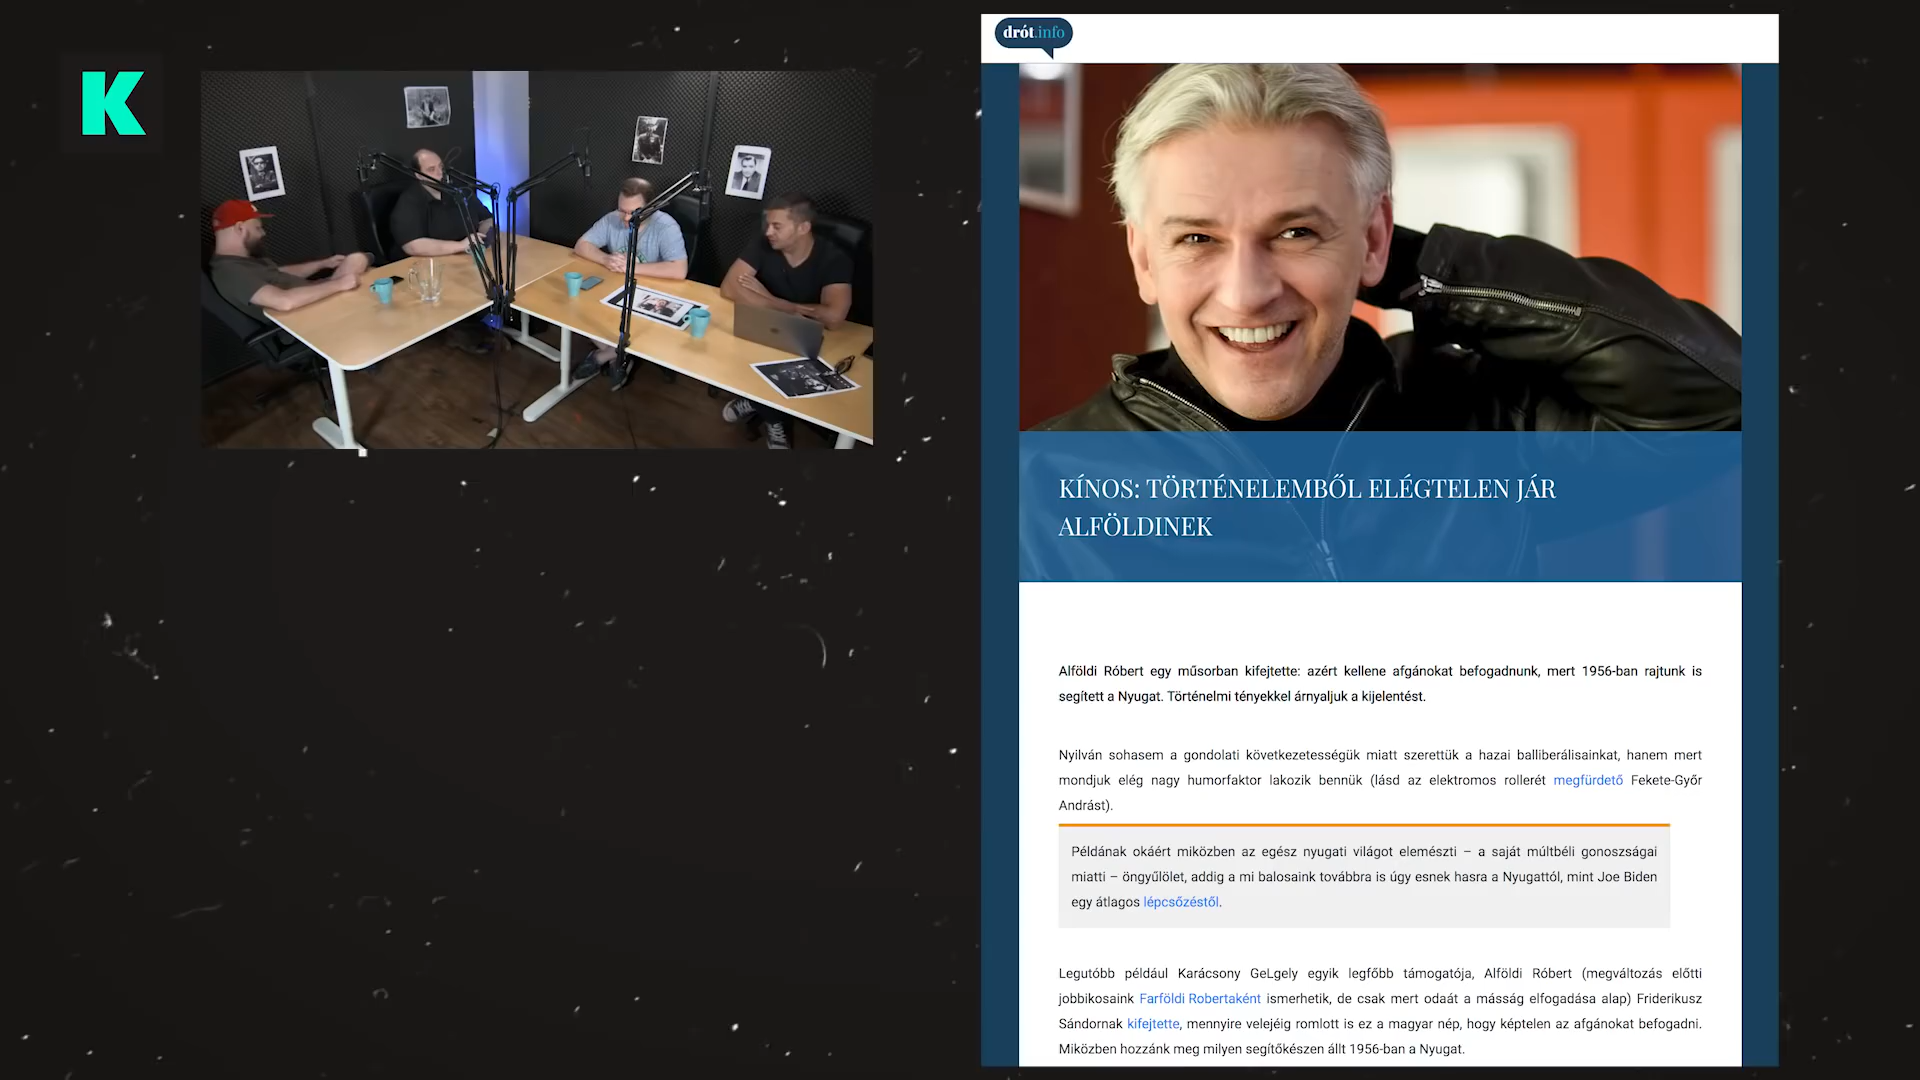 K
drót.info
KÍNOS: TÖRTÉNELEMBŐL ELÉGTELEN JÁR
ALFÖLDINEK
Alföldi Róbert egy műsorban kifejtette: azért kellene afgánokat befogadnunk, mert 1956-ban rajtunk is
segített a Nyugat. Történelmi tényekkel árnyaljuk a kijelentést.
Nyilván sohasem a gondolati következetességük miatt szerettük a hazai balliberálisainkat, hanem mert
mondjuk elég nagy humorfaktor lakozik bennük (lásd az elektromos rollerét megfürdető Fekete-Győr
Andrást).
Példának okáért miközben az egész nyugati világot elemészti – a saját múltbéli gonoszságai
miatti – öngyűlölet, addig a mi balosaink továbbra is úgy esnek hasra a Nyugattól, mint Joe Biden
egy átlagos lépcsőzéstől.
Legutóbb például Karácsony GeLgely egyik legfőbb támogatója, Alföldi Róbert (megváltozás előtti
jobbikosaink Farföldi Robertaként ismerhetik, de csak mert odaát a másság elfogadása alap) Friderikusz
Sándornak kifejtette, mennyire velejéig romlott is ez a magyar nép, hogy képtelen az afgánokat befogadni.
Miközben hozzánk meg milyen segítőkészen állt 1956-ban a Nyugat.